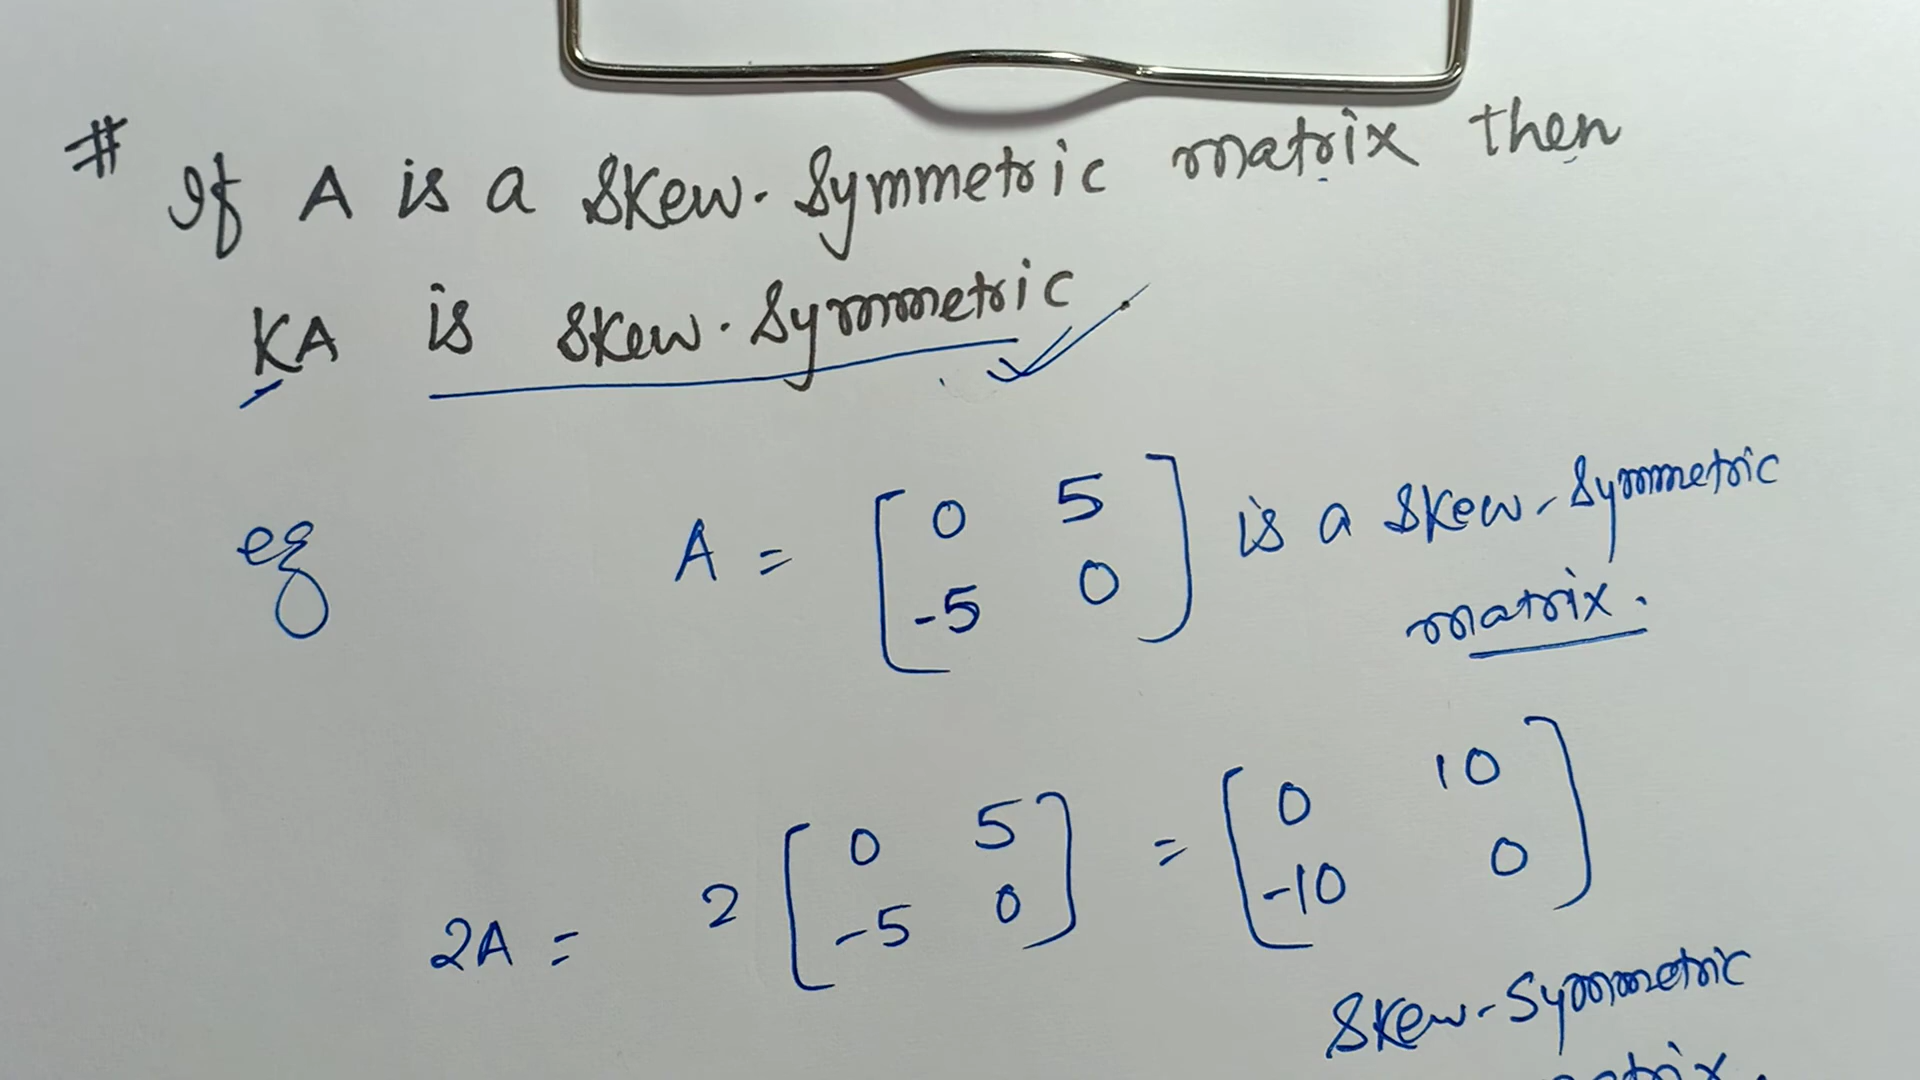 # If A is a Skew-Symmetric matrix then
KA is Skew-Symmetric
eg A = [ 0 5
-5 0 ] is a Skew-Symmetric
matrix.
2A = 2 [ 0 5
-5 0 ] = [ 0 10
-10 0 ]
Skew-Symmetric
matrix.